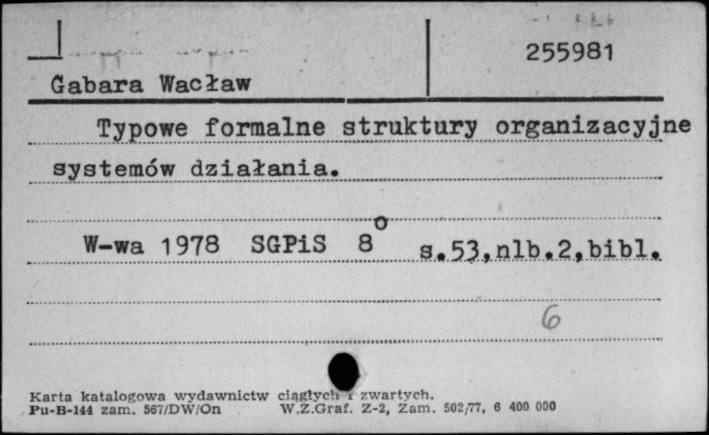 255981
Gabara Wacław
Typowe formalne struktury organizacyjne
systemów działania.
W-wa 1978 SGPiS 8° s.53,nlb.2,bibl.
6
Karta katalogowa wydawnictw ciągłych i zwartych.
Pu-B-144 zam. 567/DW/On W.Z.Graf. Z-2, Zam. 502/77, 6 400 000